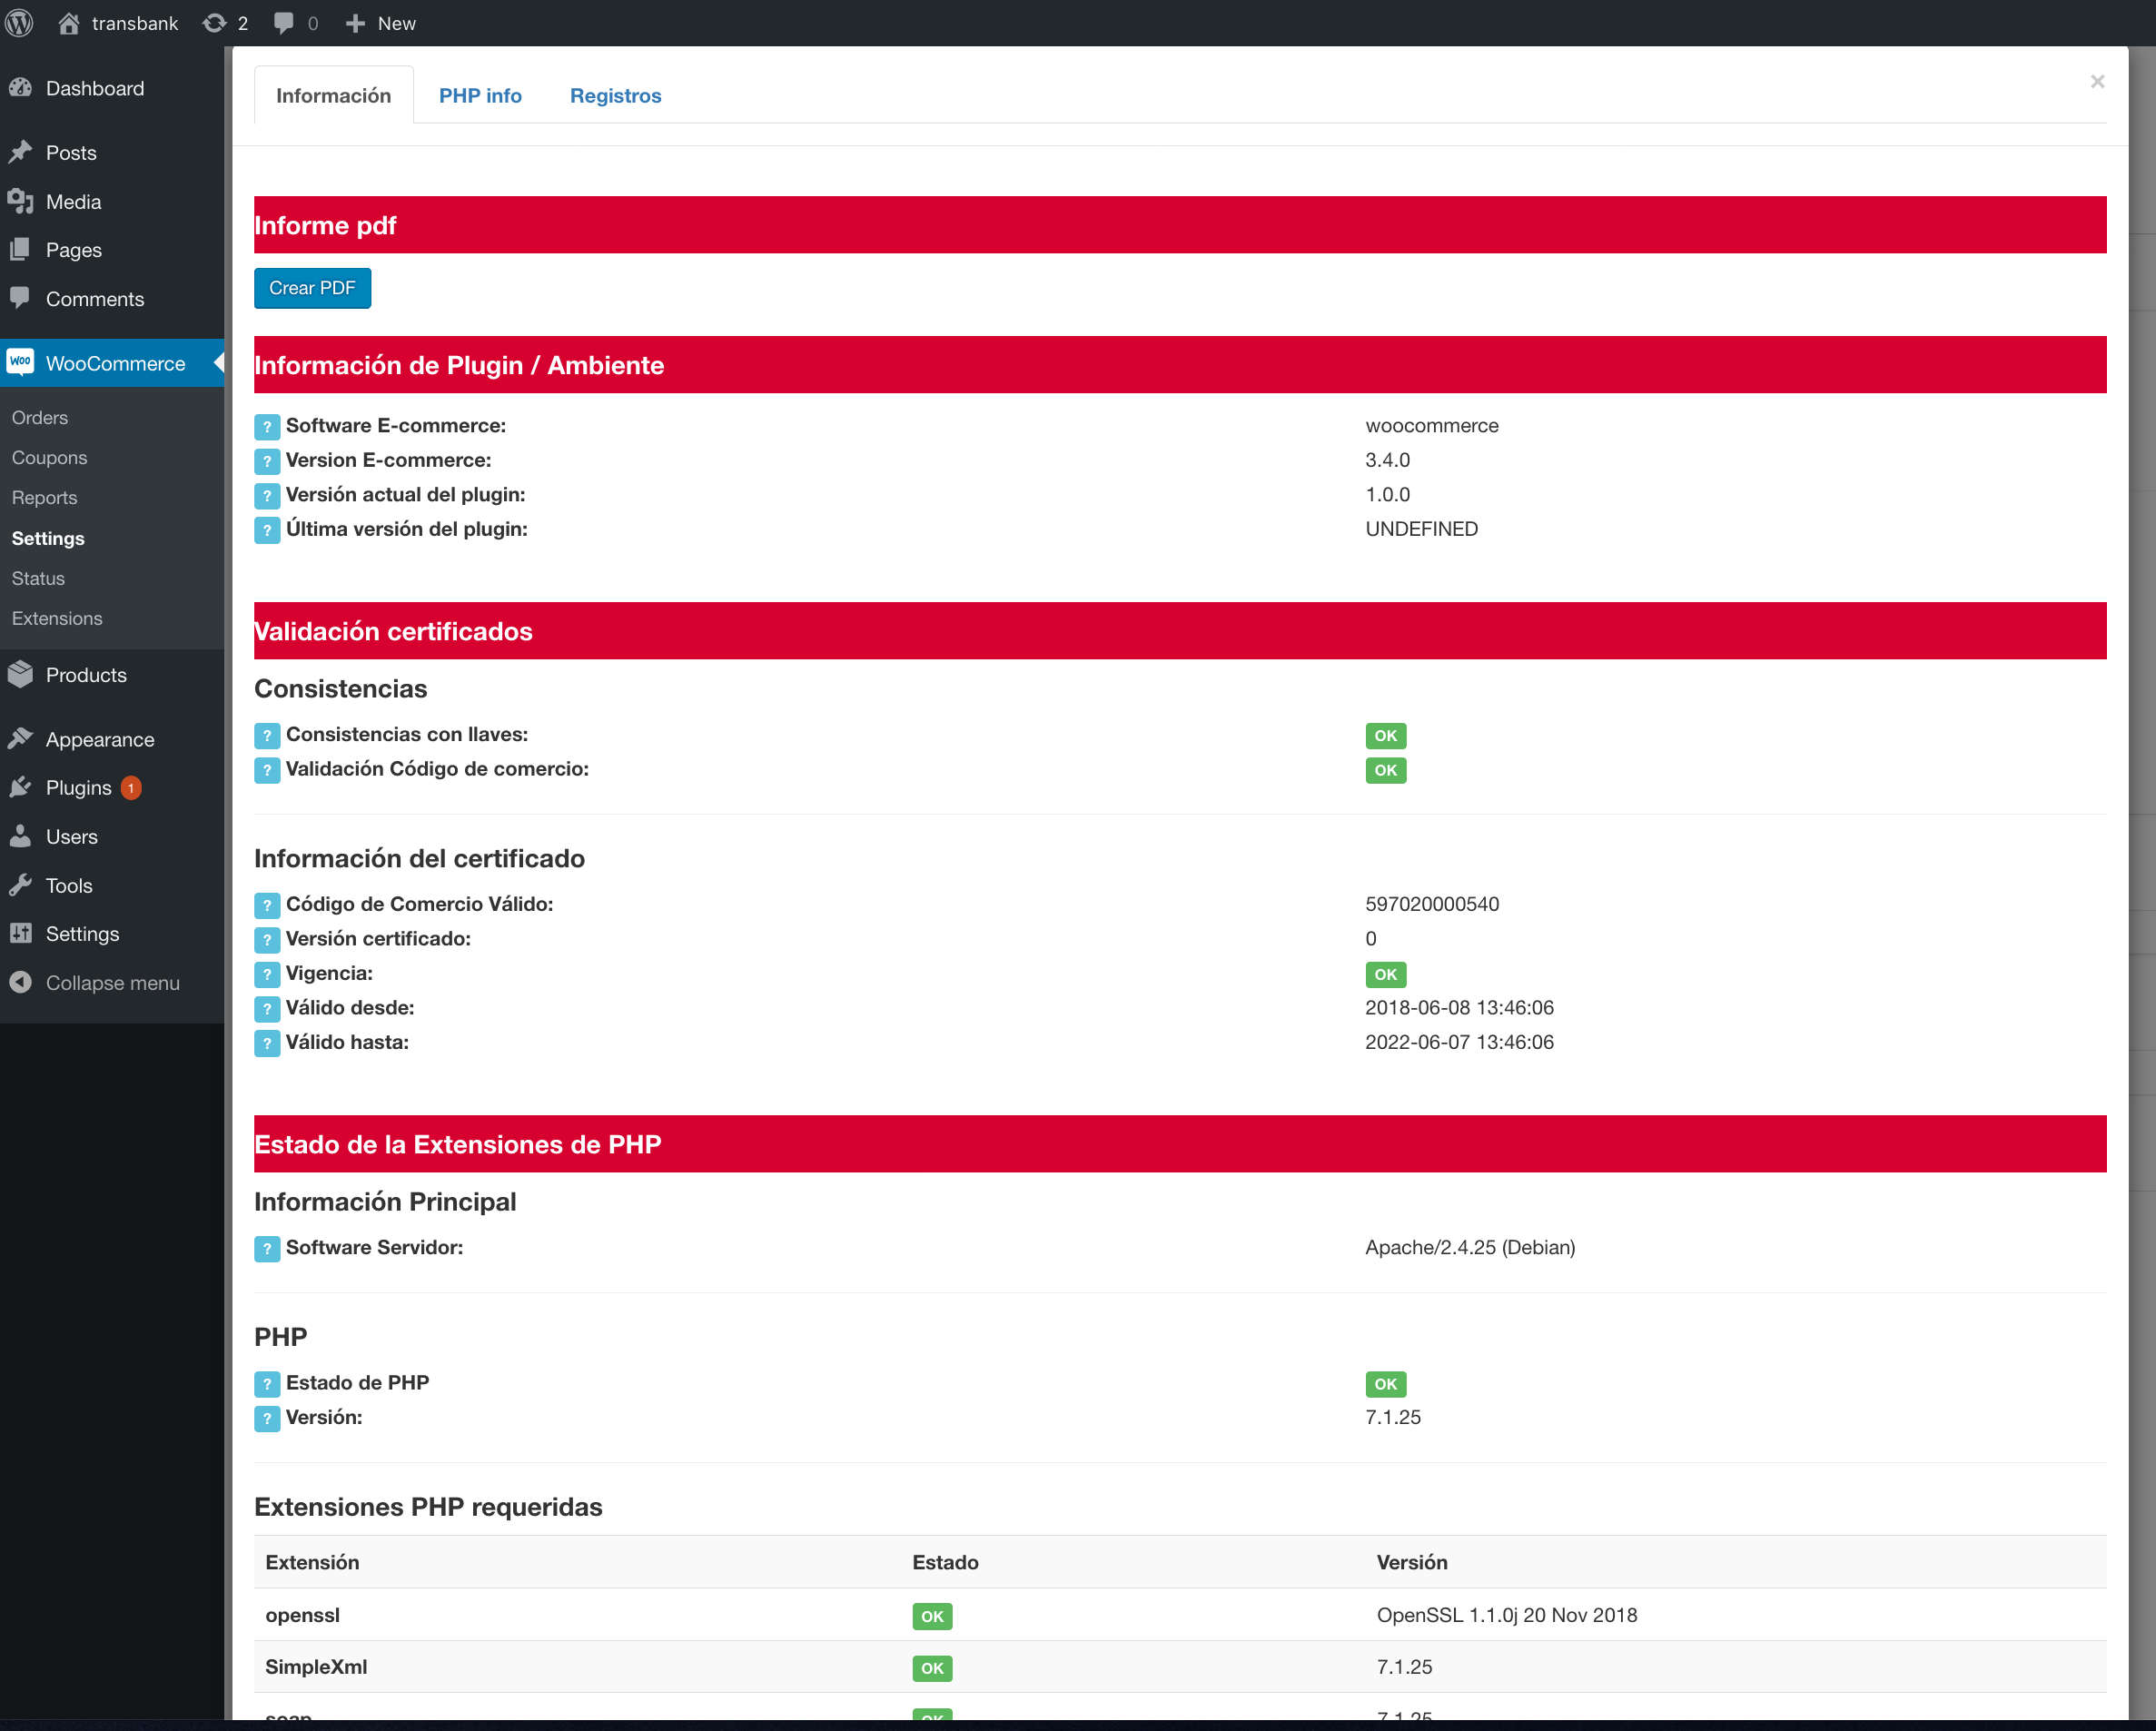 transbank 2 0 New
Dashboard
Posts
Media
Pages
Comments
WOO WooCommerce
Orders
Coupons
Reports
Settings
Status
Extensions
Products
Appearance
Plugins 1
Users
Tools
Settings
Collapse menu
Información PHP info Registros ×
Informe pdf
Crear PDF
Información de Plugin / Ambiente
? Software E-commerce: woocommerce
? Version E-commerce: 3.4.0
? Versión actual del plugin: 1.0.0
? Última versión del plugin: UNDEFINED
Validación certificados
Consistencias
? Consistencias con llaves: OK
? Validación Código de comercio: OK
Información del certificado
? Código de Comercio Válido: 597020000540
? Versión certificado: 0
? Vigencia: OK
? Válido desde: 2018-06-08 13:46:06
? Válido hasta: 2022-06-07 13:46:06
Estado de la Extensiones de PHP
Información Principal
? Software Servidor: Apache/2.4.25 (Debian)
PHP
? Estado de PHP OK
? Versión: 7.1.25
Extensiones PHP requeridas
Extensión Estado Versión
openssl OK OpenSSL 1.1.0j 20 Nov 2018
SimpleXml OK 7.1.25
soap OK 7.1.25